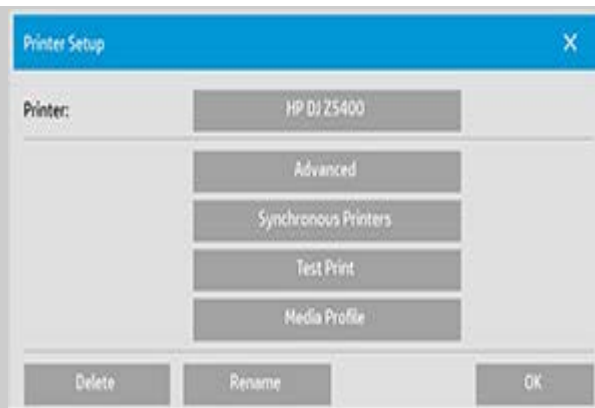 Printer Setup X
Printer: HP DJ Z5400
Advanced
Synchronous Printers
Test Print
Media Profile
Delete Rename OK